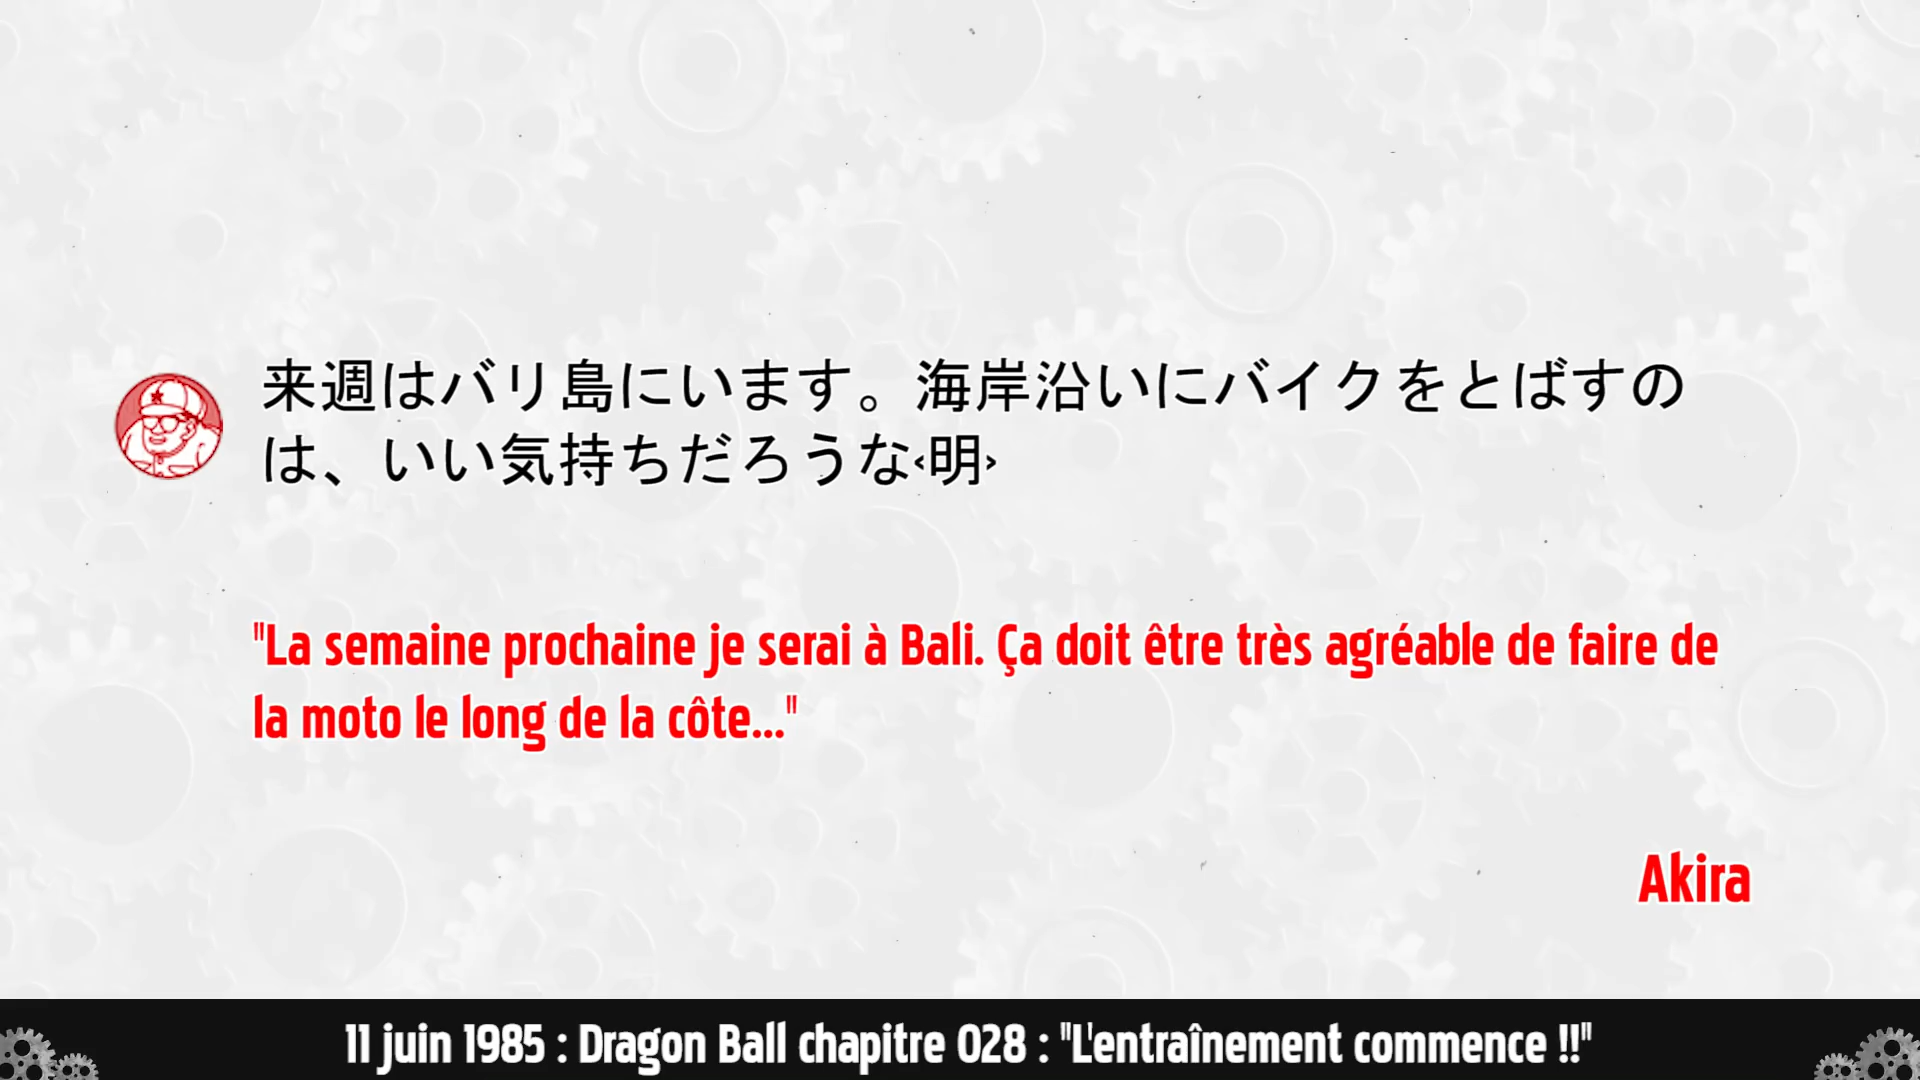 来週はバリ島にいます。海岸沿いにバイクをとばすの
は、いい気持ちだろうな‹明›
"La semaine prochaine je serai à Bali. Ça doit être très agréable de faire de
la moto le long de la côte..."
Akira
11 juin 1985 : Dragon Ball chapitre 028 : "L'entraînement commence !!"